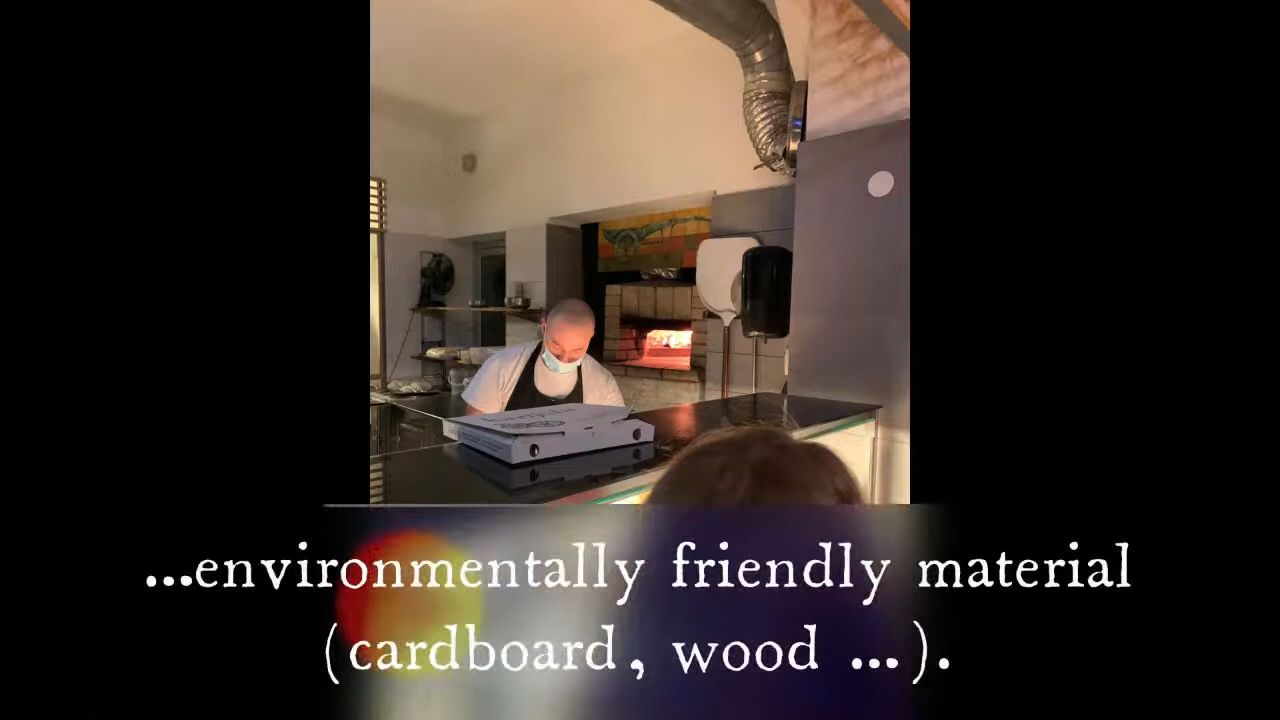 ...environmentally friendly material
(cardboard, wood ...).